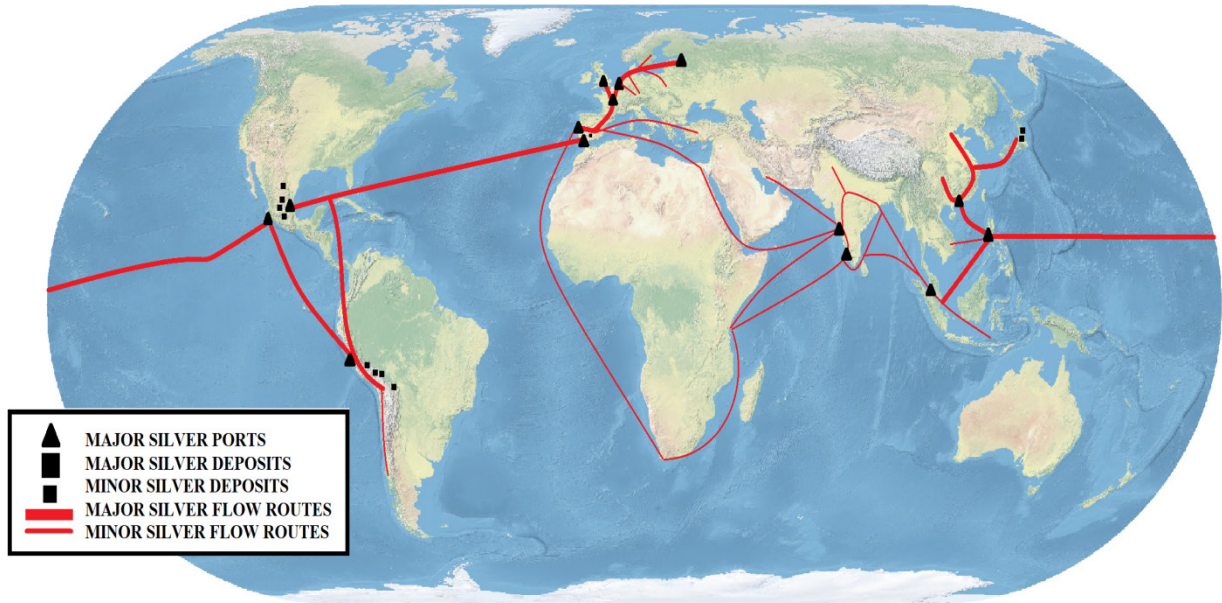 MAJOR SILVER PORTS
MAJOR SILVER DEPOSITS
MINOR SILVER DEPOSITS
MAJOR SILVER FLOW ROUTES
MINOR SILVER FLOW ROUTES